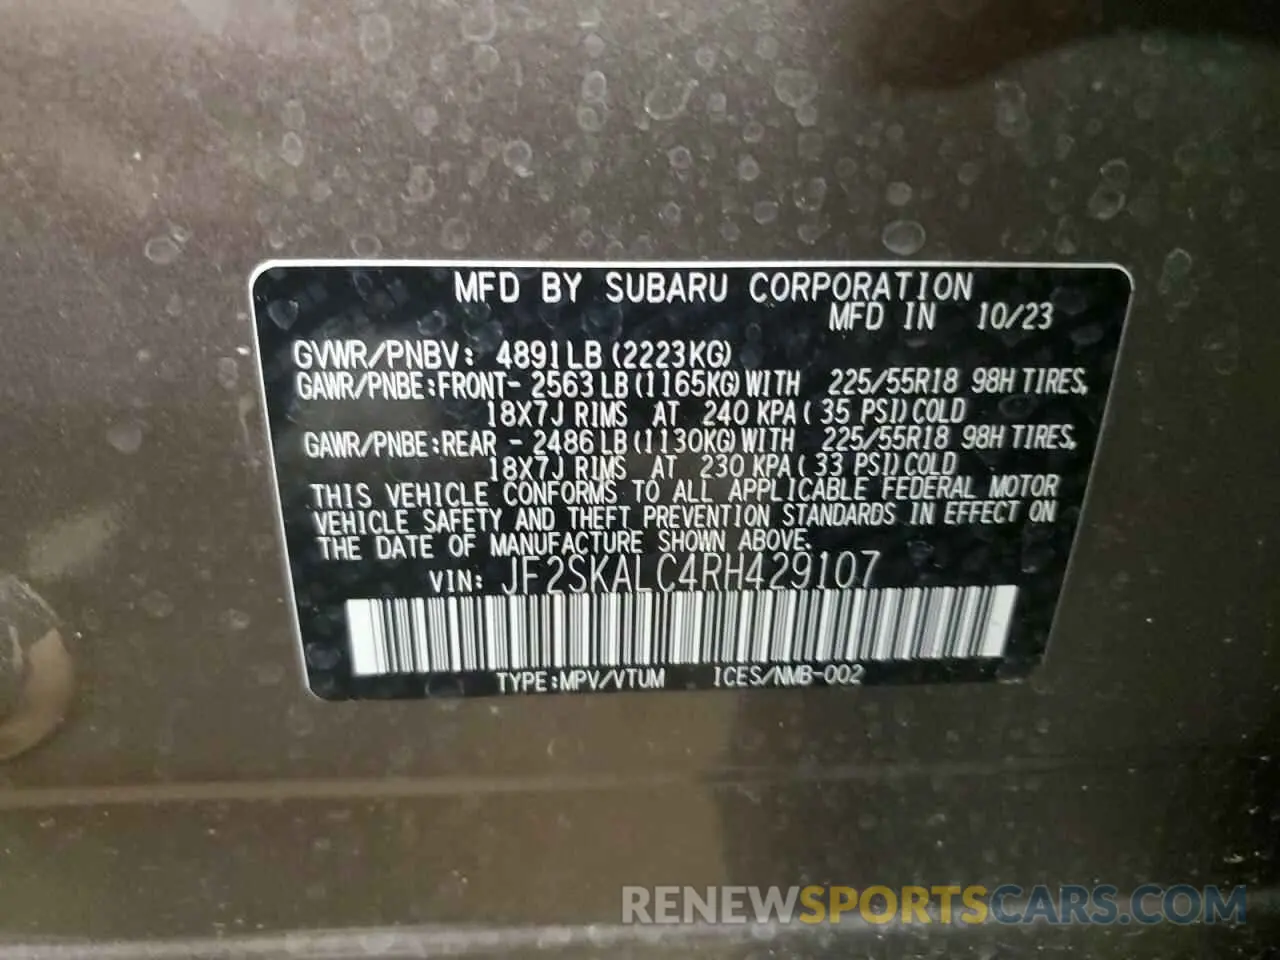 MFD BY SUBARU CORPORATION
MFD IN 10/23
GVWR/PNBV: 4891LB (2223KG)
GAWR/PNBE:FRONT- 2563LB (1165KG) WITH 225/55R18 98H TIRES,
18X7J RIMS AT 240 KPA ( 35 PSI) COLD
GAWR/PNBE:REAR - 2486LB (1130KG) WITH 225/55R18 98H TIRES,
18X7J RIMS AT 230 KPA ( 33 PSI) COLD
THIS VEHICLE CONFORMS TO ALL APPLICABLE FEDERAL MOTOR
VEHICLE SAFETY AND THEFT PREVENTION STANDARDS IN EFFECT ON
THE DATE OF MANUFACTURE SHOWN ABOVE.
VIN: JF2SKALC4RH429107
TYPE:MPV/VTUM ICES/NMB-002
RENEWSPORTSCARS.COM